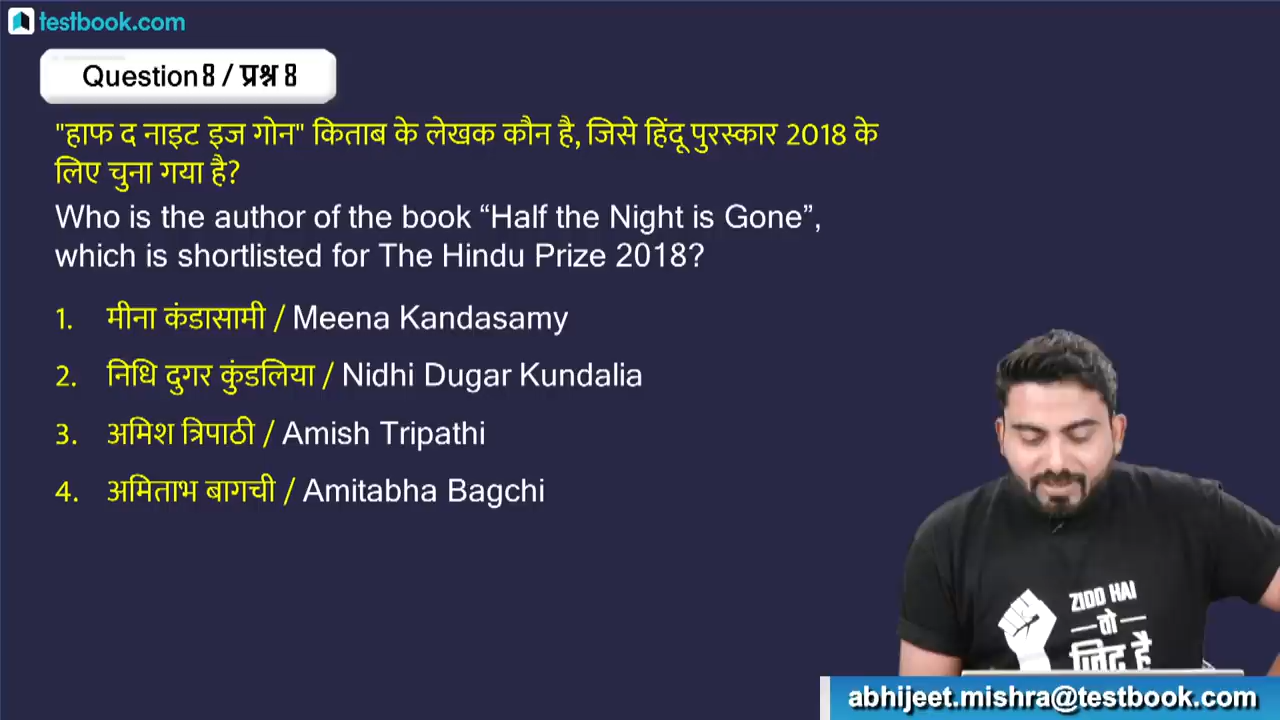 testbook.com
Question 8 / प्रश्न 8
"हाफ द नाइट इज गोन" किताब के लेखक कौन है, जिसे हिंदू पुरस्कार 2018 के
लिए चुना गया है?
Who is the author of the book “Half the Night is Gone”,
which is shortlisted for The Hindu Prize 2018?
1. मीना कंडासामी / Meena Kandasamy
2. निधि दुगर कुंडलिया / Nidhi Dugar Kundalia
3. अमिश त्रिपाठी / Amish Tripathi
4. अमिताभ बागची / Amitabha Bagchi
ZIDD HAI
तो
ज़िद है
abhijeet.mishra@testbook.com